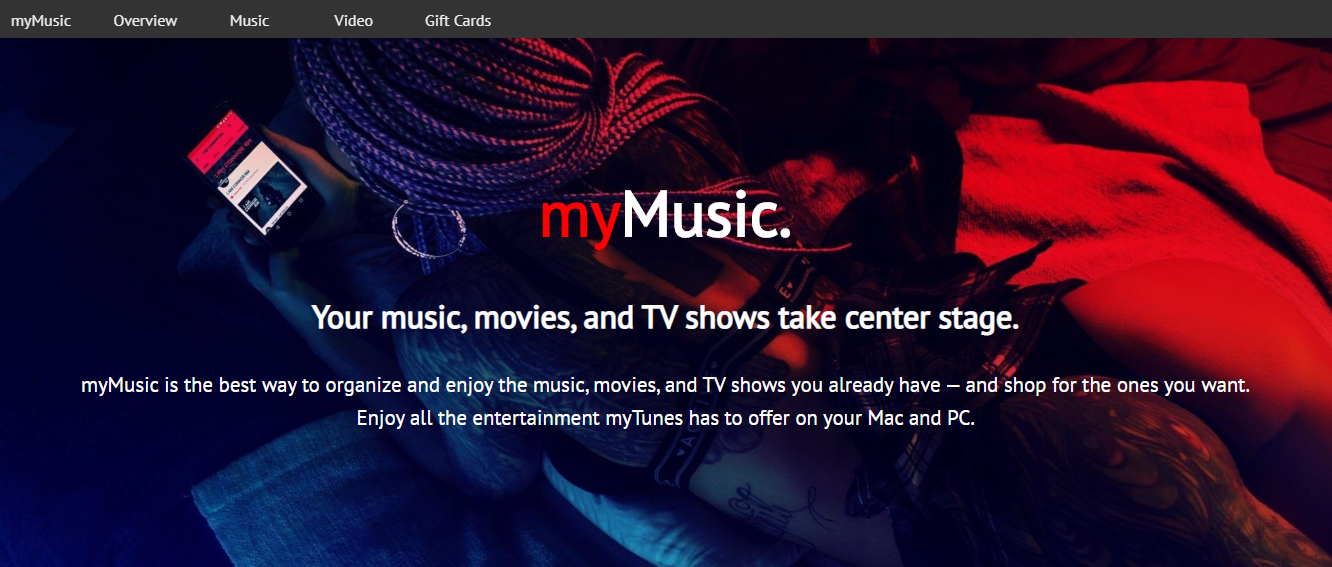 myMusic Overview Music Video Gift Cards
myMusic.
Your music, movies, and TV shows take center stage.
myMusic is the best way to organize and enjoy the music, movies, and TV shows you already have — and shop for the ones you want.
Enjoy all the entertainment myTunes has to offer on your Mac and PC.